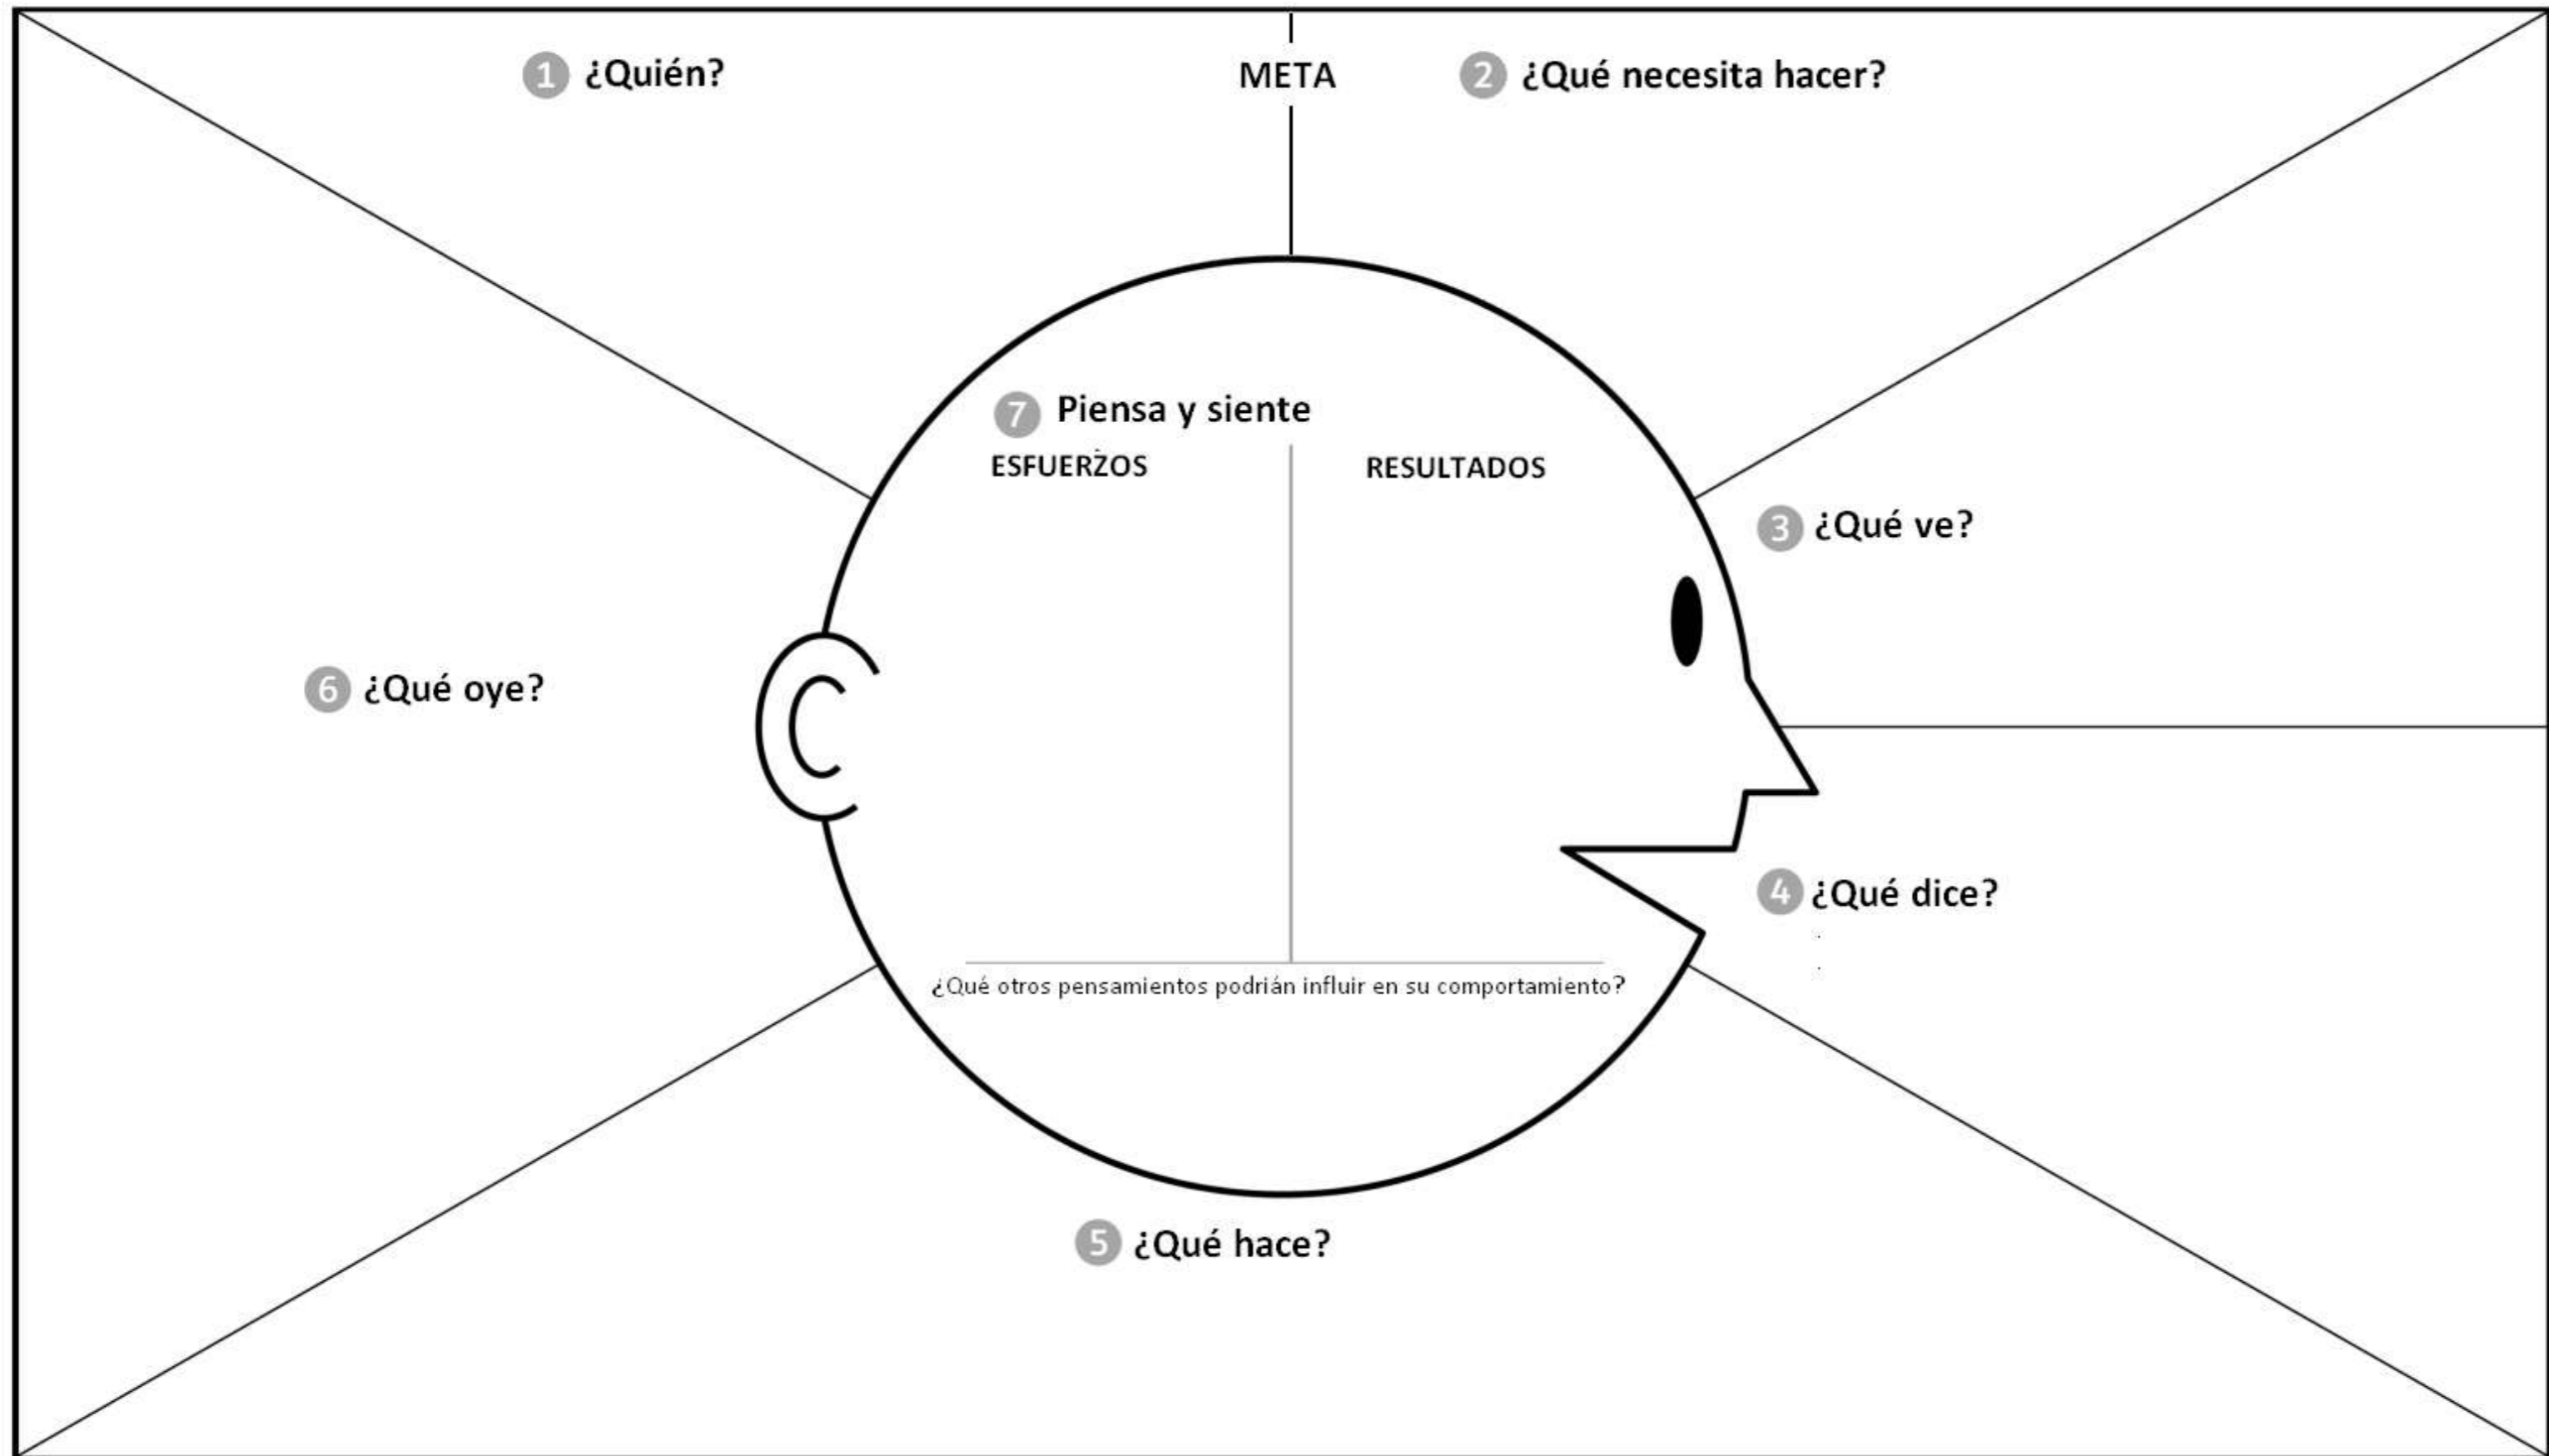 1 ¿Quién?
META
2 ¿Qué necesita hacer?
7 Piensa y siente
ESFUERZOS
RESULTADOS
3 ¿Qué ve?
6 ¿Qué oye?
4 ¿Qué dice?
¿Qué otros pensamientos podrián influir en su comportamiento?
5 ¿Qué hace?